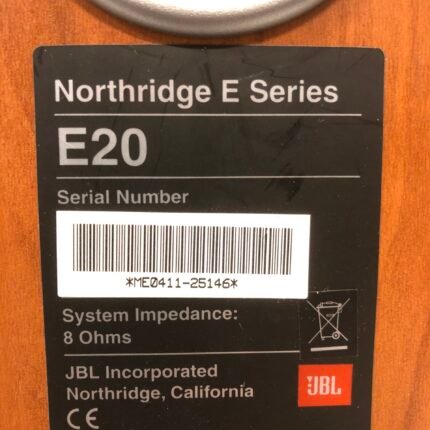 Northridge E Series
E20
Serial Number
*ME0411-25146*
System Impedance:
8 Ohms
JBL Incorporated
Northridge, California
JBL
CE